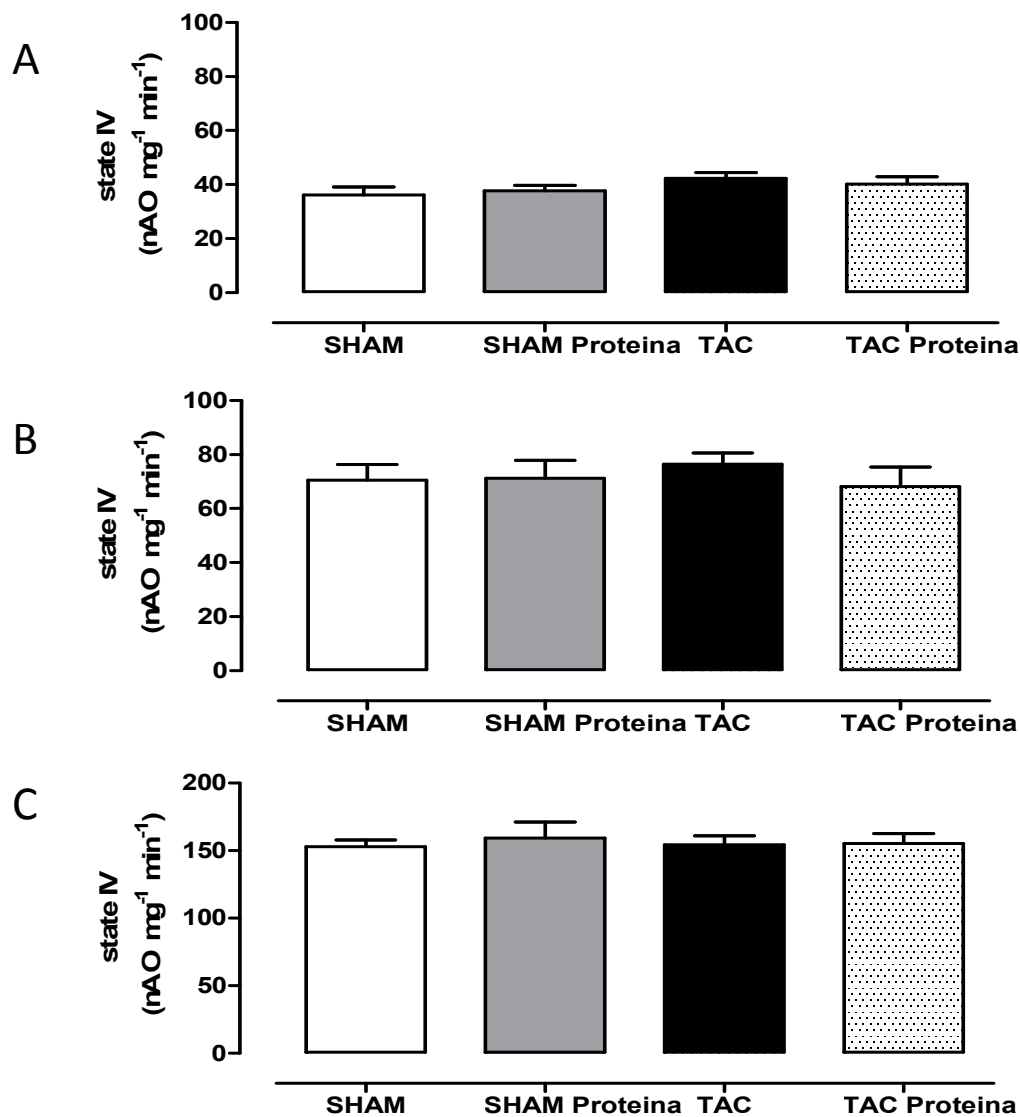 A
state IV
(nAO mg-1 min-1)
100
80
60
40
20
0
SHAM SHAM Proteina TAC TAC Proteina
B
state IV
(nAO mg-1 min-1)
100
80
60
40
20
0
SHAM SHAM Proteina TAC TAC Proteina
C
state IV
(nAO mg-1 min-1)
200
150
100
50
0
SHAM SHAM Proteina TAC TAC Proteina